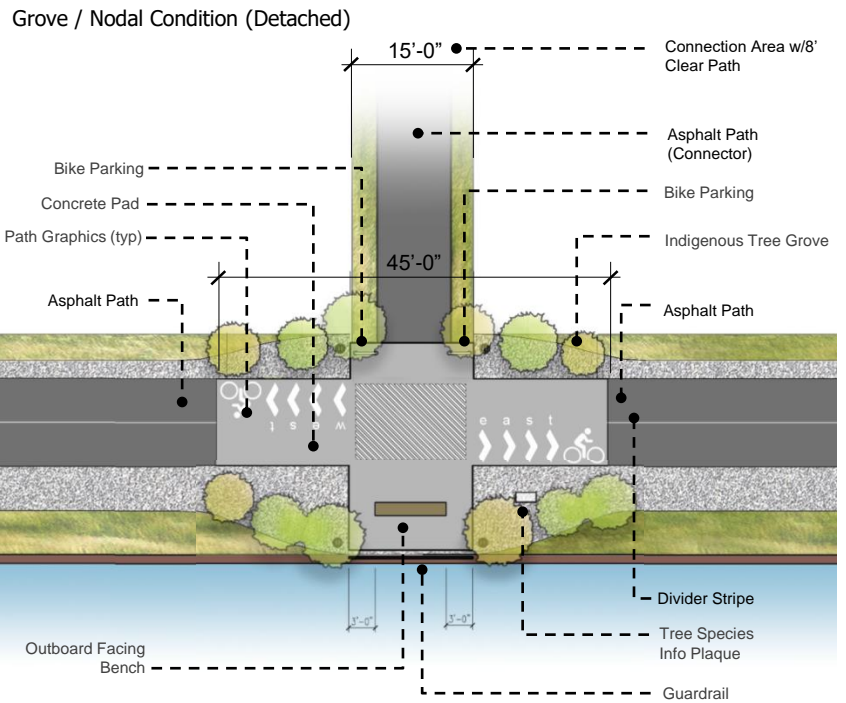 Grove / Nodal Condition (Detached)
15’-0”
Connection Area w/8’
Clear Path
Asphalt Path
(Connector)
Bike Parking
Bike Parking
Concrete Pad
Path Graphics (typ)
Indigenous Tree Grove
45’-0”
Asphalt Path
Asphalt Path
west
east
Divider Stripe
3'-0"
3'-0"
Tree Species
Info Plaque
Outboard Facing
Bench
Guardrail